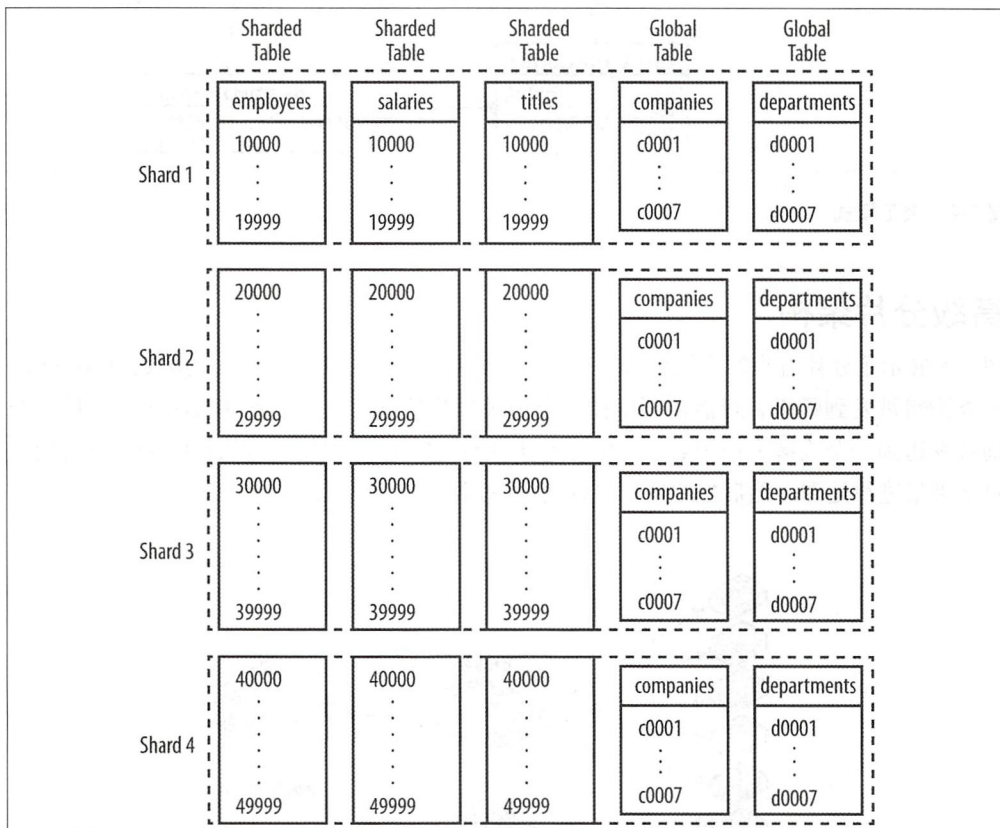 Sharded Table
Sharded Table
Sharded Table
Global Table
Global Table
Shard 1
employees
10000
19999
salaries
10000
19999
titles
10000
19999
companies
c0001
c0007
departments
d0001
d0007
Shard 2
20000
29999
20000
29999
20000
29999
companies
c0001
c0007
departments
d0001
d0007
Shard 3
30000
39999
30000
39999
30000
39999
companies
c0001
c0007
departments
d0001
d0007
Shard 4
40000
49999
40000
49999
40000
49999
companies
c0001
c0007
departments
d0001
d0007